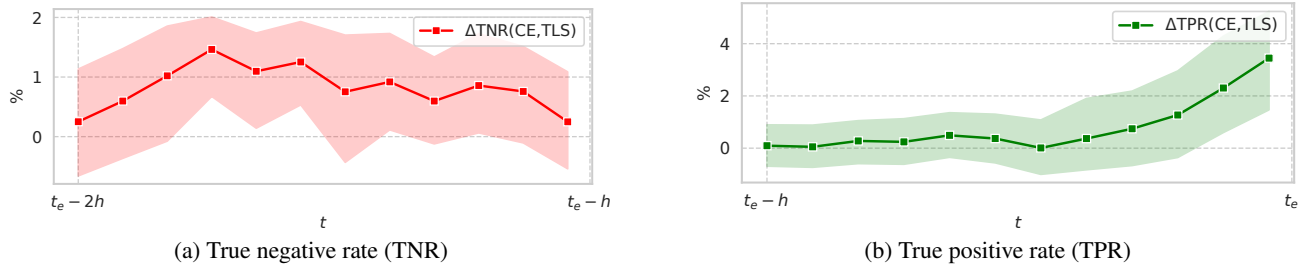 2
1
0
%
ΔTNR(CE,TLS)
t_e − 2h
t_e − h
t
(a) True negative rate (TNR)
4
2
0
%
ΔTPR(CE,TLS)
t_e − h
t_e
t
(b) True positive rate (TPR)